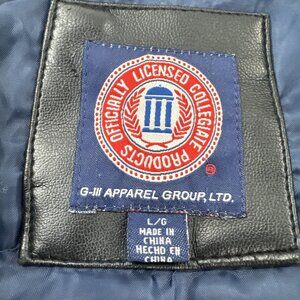 OFFICIALLY LICENSED COLLEGIATE PRODUCTS
®
G-III APPAREL GROUP, LTD.
L/G
MADE IN
CHINA
HECHO EN
CHINA